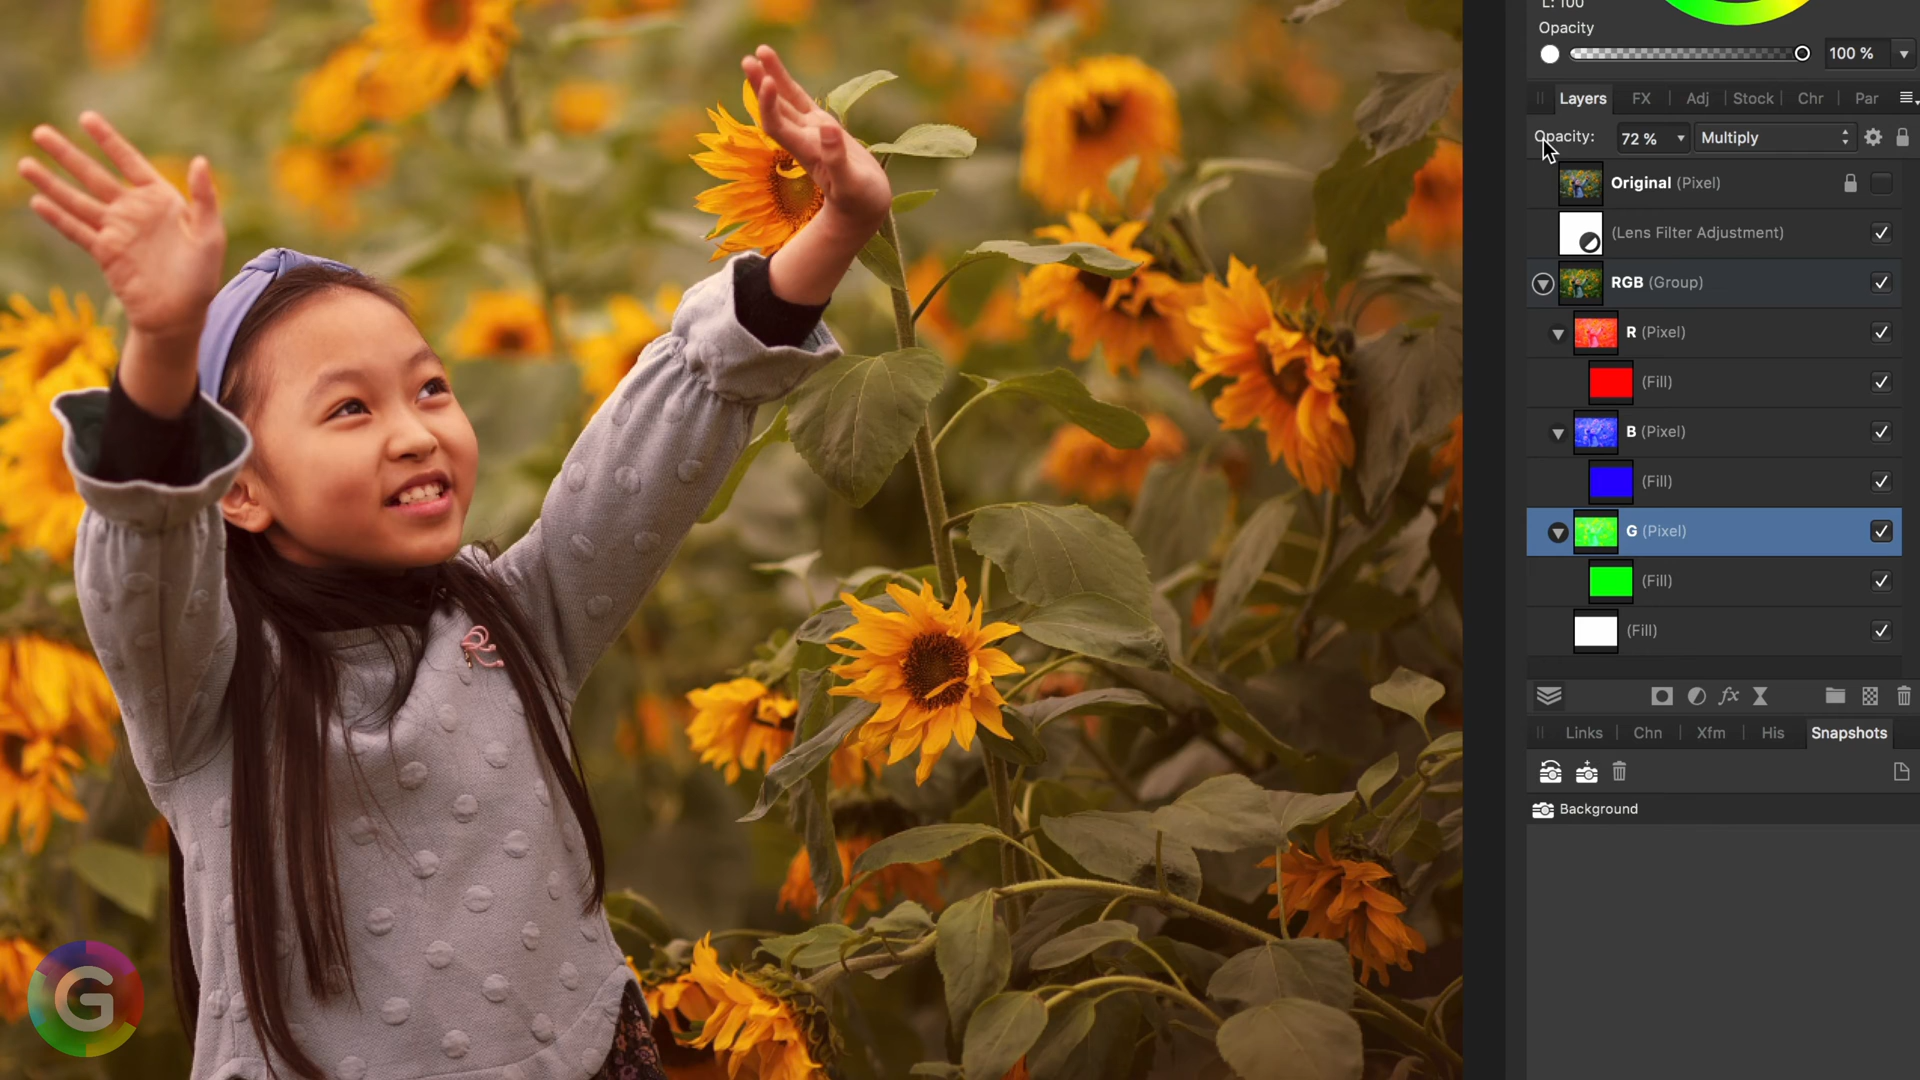 L: 100
Opacity
100 %
Layers FX Adj Stock Chr Par
Opacity: 72 % Multiply
Original (Pixel)
(Lens Filter Adjustment)
RGB (Group)
R (Pixel)
(Fill)
B (Pixel)
(Fill)
G (Pixel)
(Fill)
(Fill)
fx
Links Chn Xfm His Snapshots
Background
G